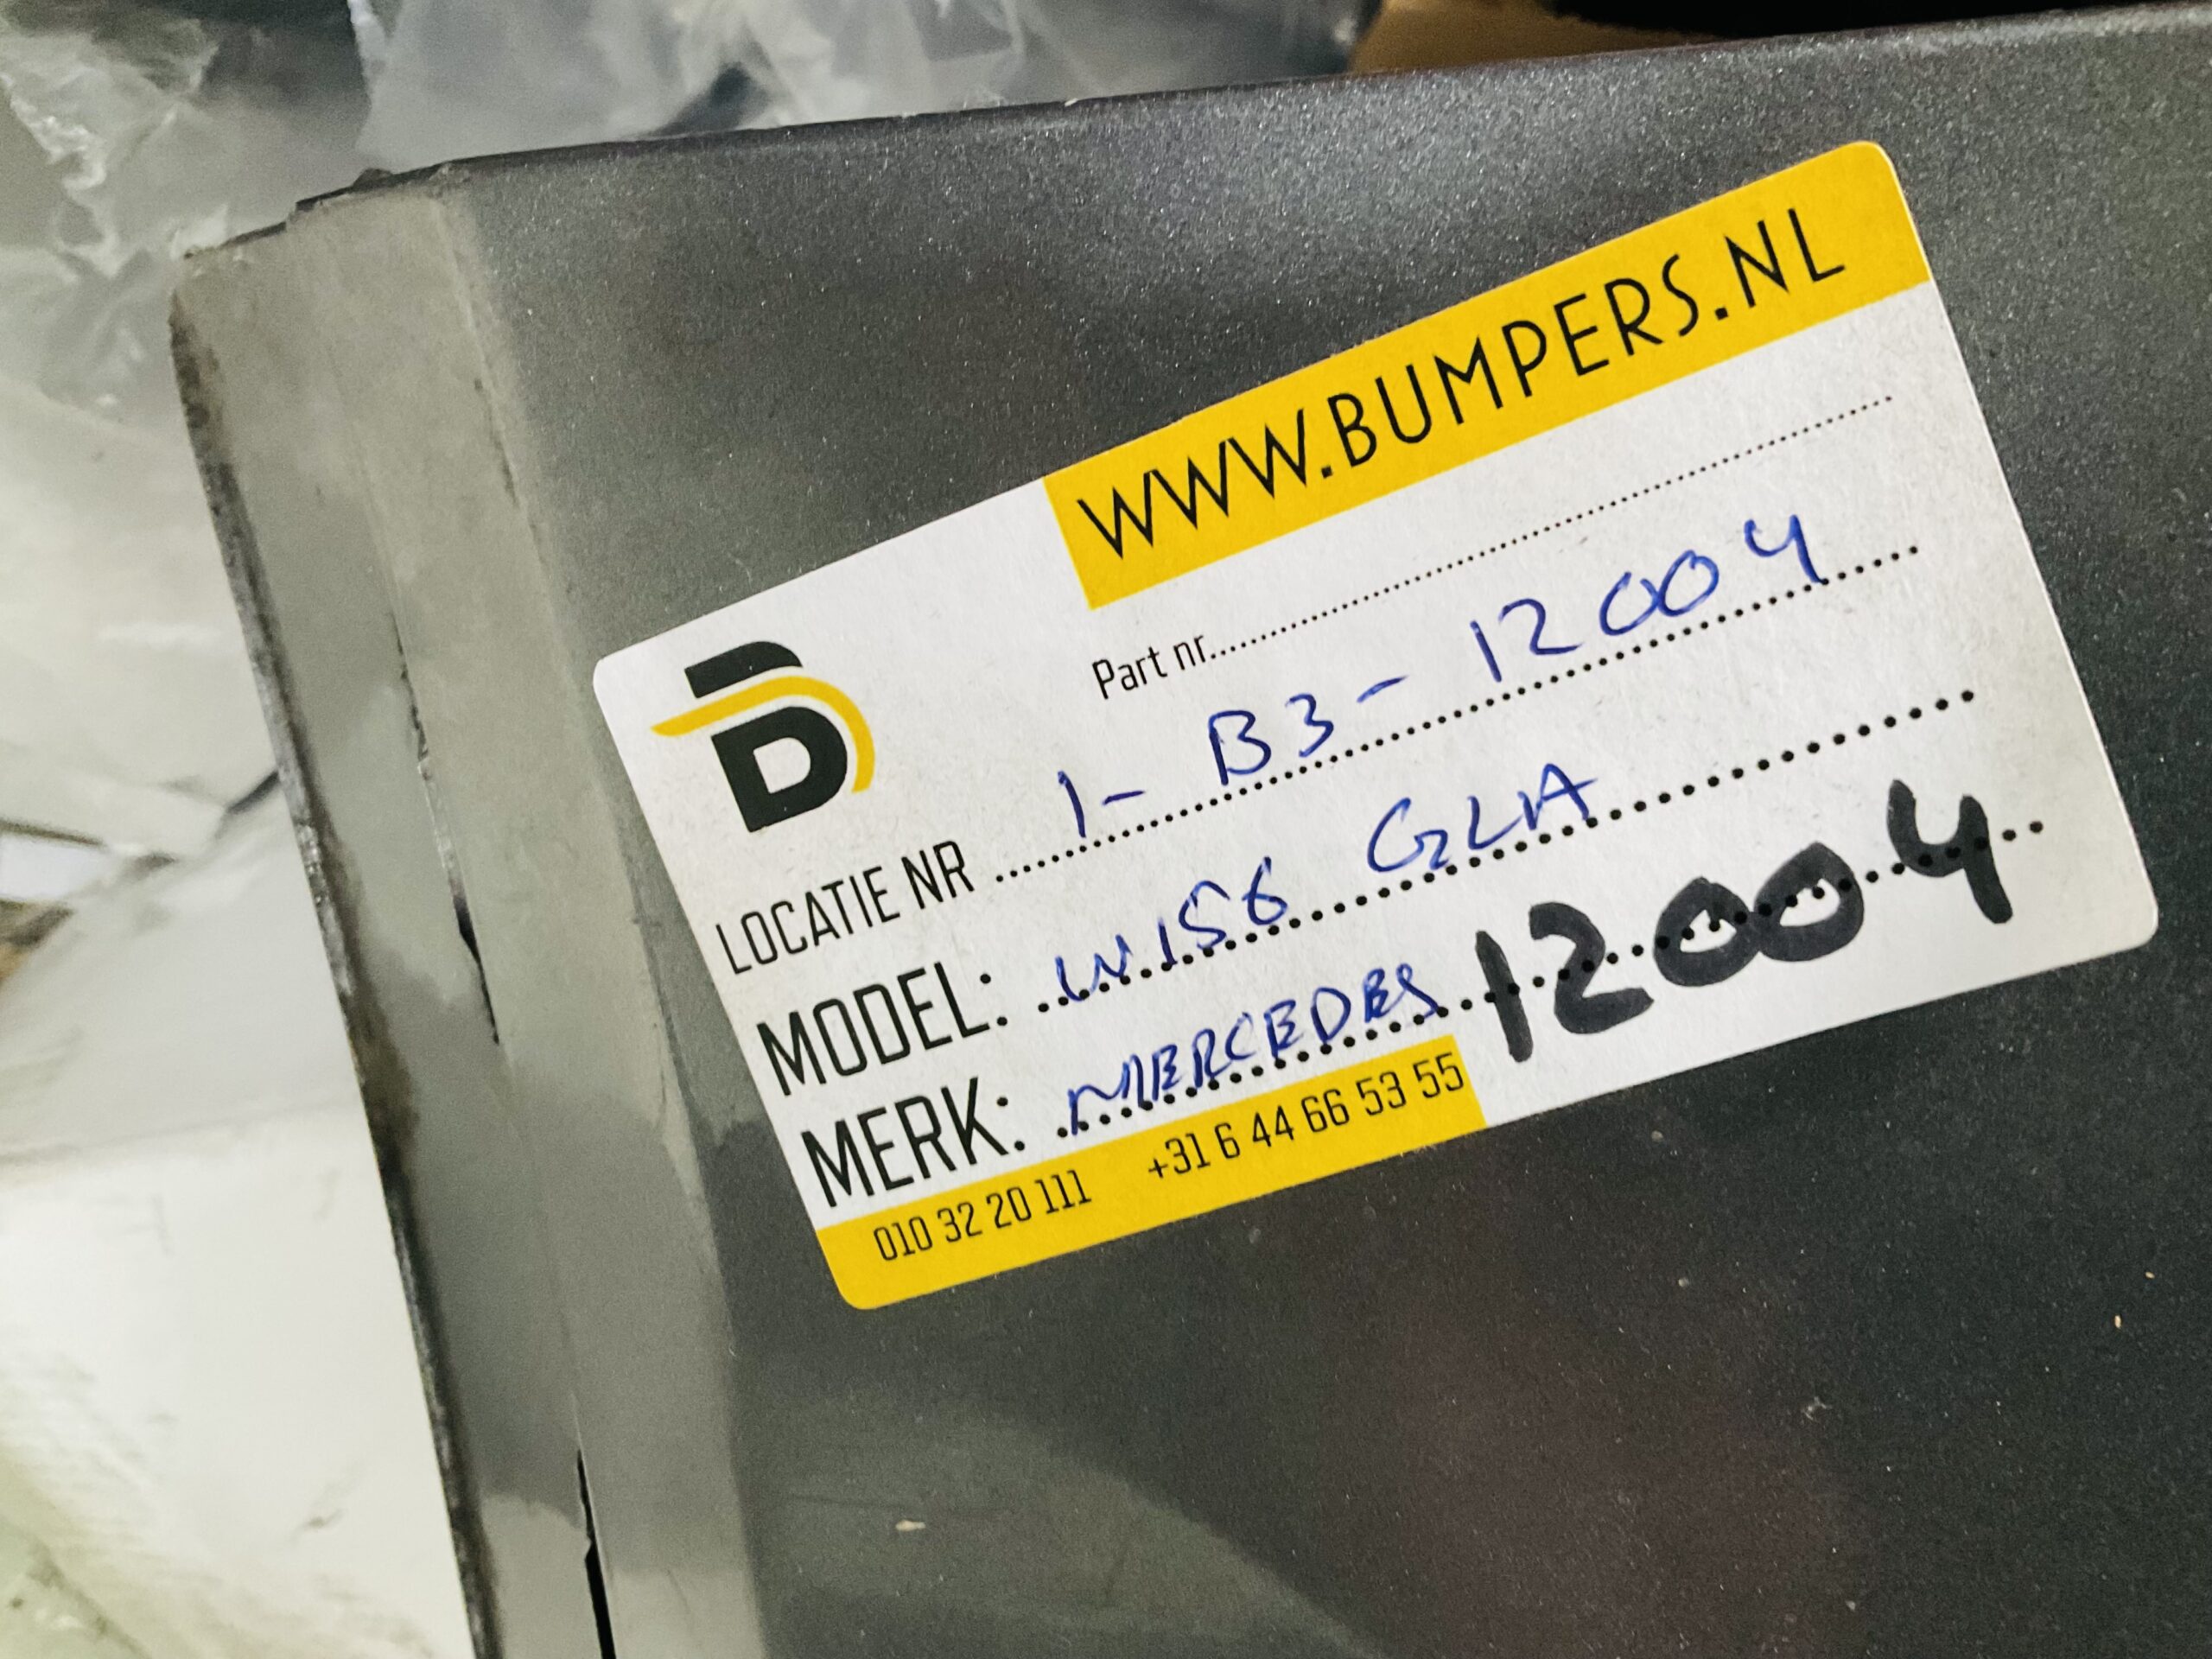 WWW.BUMPERS.NL
Part nr....................
LOCATIE NR 1-B3-12004
MODEL: W156 GLA
MERK: MERCEDES 12004
010 32 20 111 +31 6 44 66 53 55